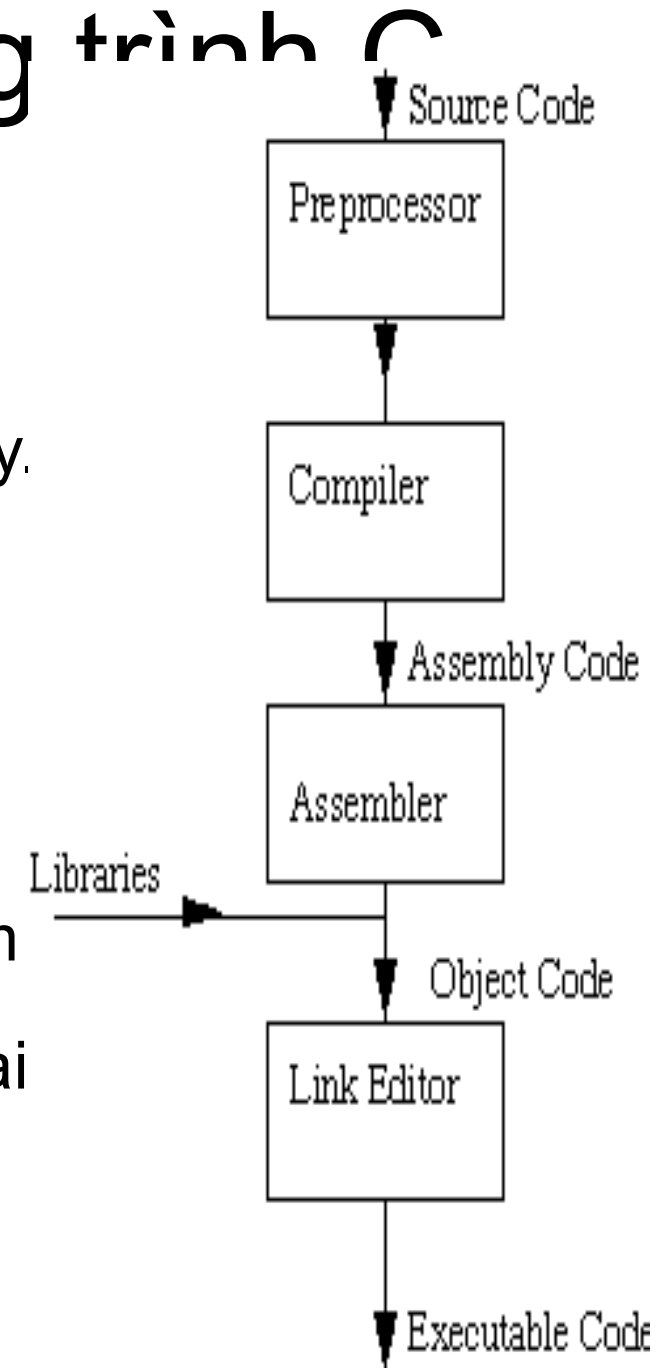 g trình C
Source Code
Preprocessor
y.
Compiler
Assembly Code
Assembler
Libraries
n
Object Code
ai
Link Editor
Executable Code